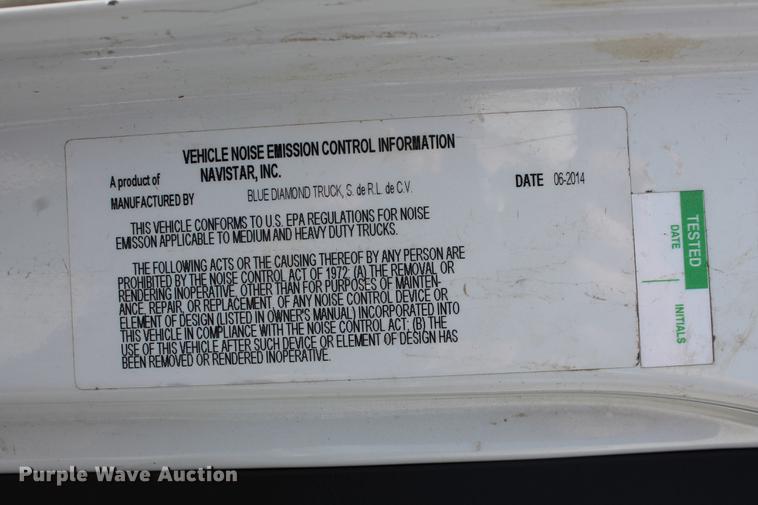 VEHICLE NOISE EMISSION CONTROL INFORMATION
A product of NAVISTAR, INC.
MANUFACTURED BY BLUE DIAMOND TRUCK, S. de R.L. de C.V. DATE 06-2014
THIS VEHICLE CONFORMS TO U.S. EPA REGULATIONS FOR NOISE
EMISSON APPLICABLE TO MEDIUM AND HEAVY DUTY TRUCKS.
THE FOLLOWING ACTS OR THE CAUSING THEREOF BY ANY PERSON ARE
PROHIBITED BY THE NOISE CONTROL ACT OF 1972: (A) THE REMOVAL OR
RENDERING INOPERATIVE, OTHER THAN FOR PURPOSES OF MAINTEN-
ANCE, REPAIR, OR REPLACEMENT, OF ANY NOISE CONTROL DEVICE OR
ELEMENT OF DESIGN (LISTED IN OWNER'S MANUAL) INCORPORATED INTO
THIS VEHICLE IN COMPLIANCE WITH THE NOISE CONTROL ACT; (B) THE
USE OF THIS VEHICLE AFTER SUCH DEVICE OR ELEMENT OF DESIGN HAS
BEEN REMOVED OR RENDERED INOPERATIVE.
TESTED
DATE
INITIALS
Purple Wave Auction